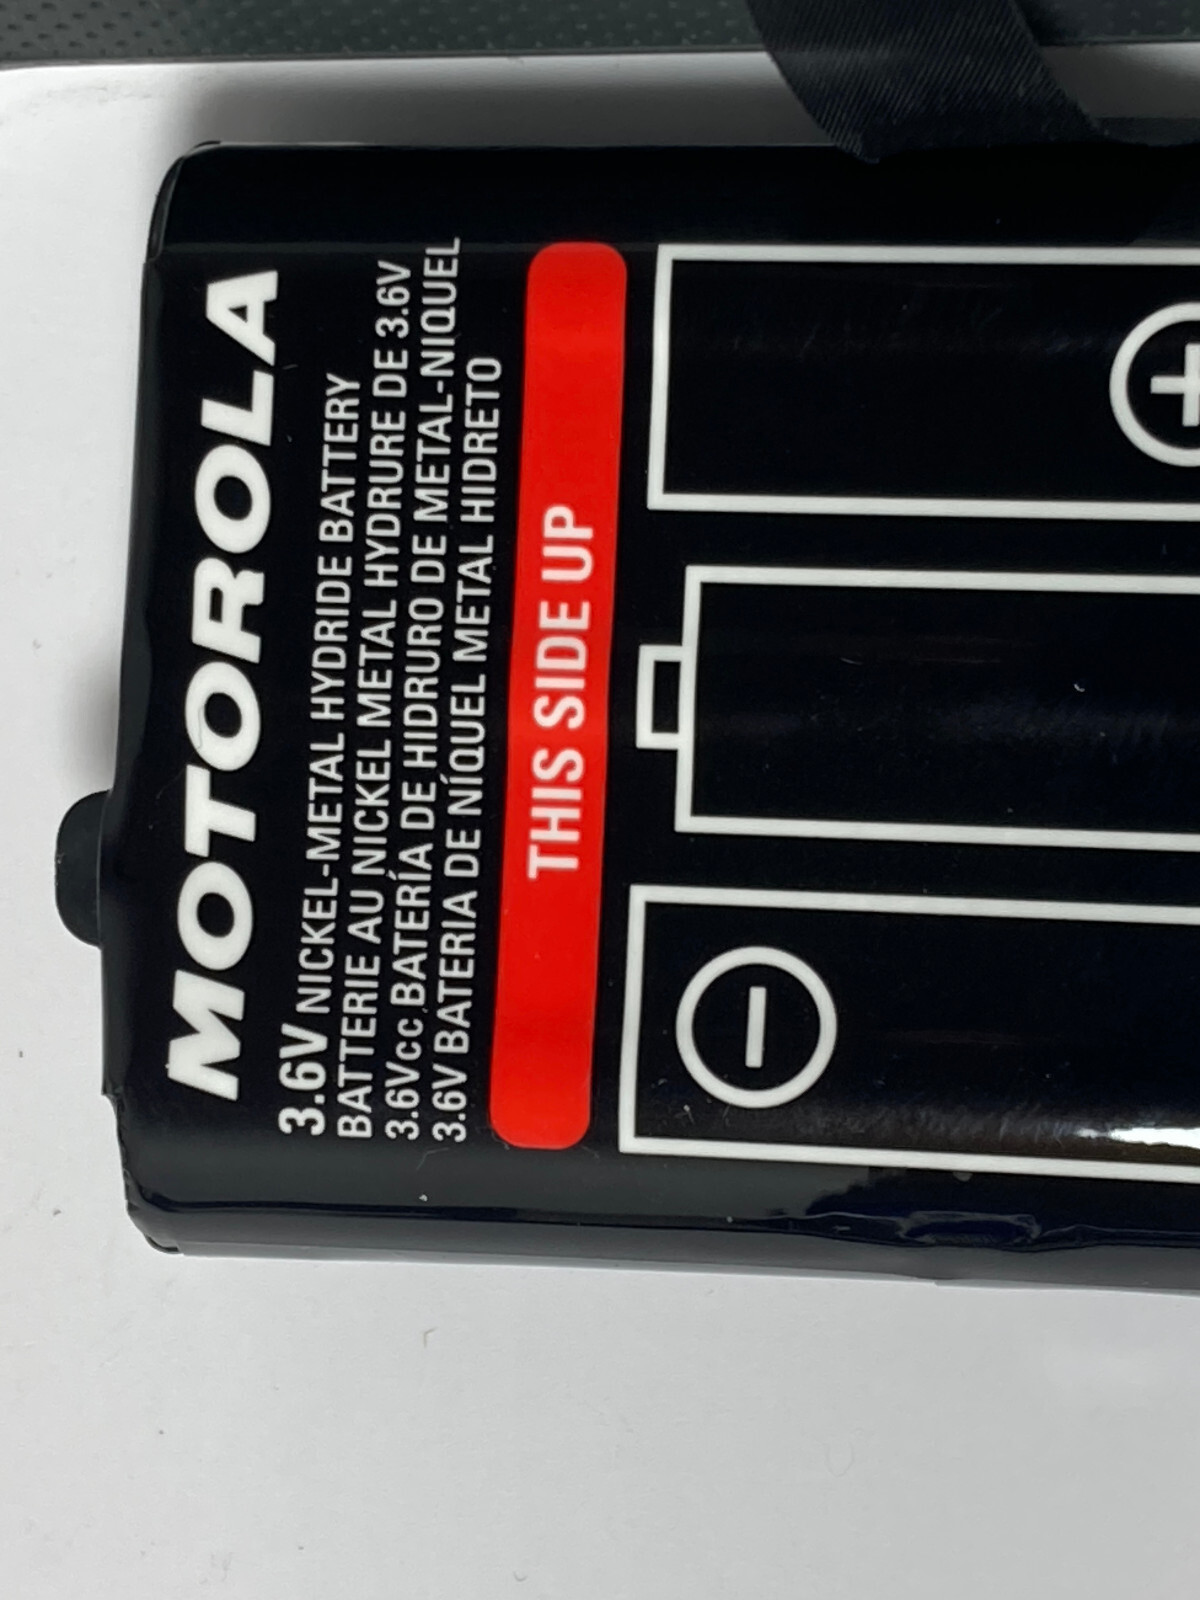 MOTOROLA
3.6V NICKEL-METAL HYDRIDE BATTERY
BATTERIE AU NICKEL METAL HYDRURE DE 3.6V
3.6Vcc BATERÍA DE HIDRURO DE METAL-NIQUEL
3.6V BATERIA DE NÍQUEL METAL HIDRETO
THIS SIDE UP
+
−